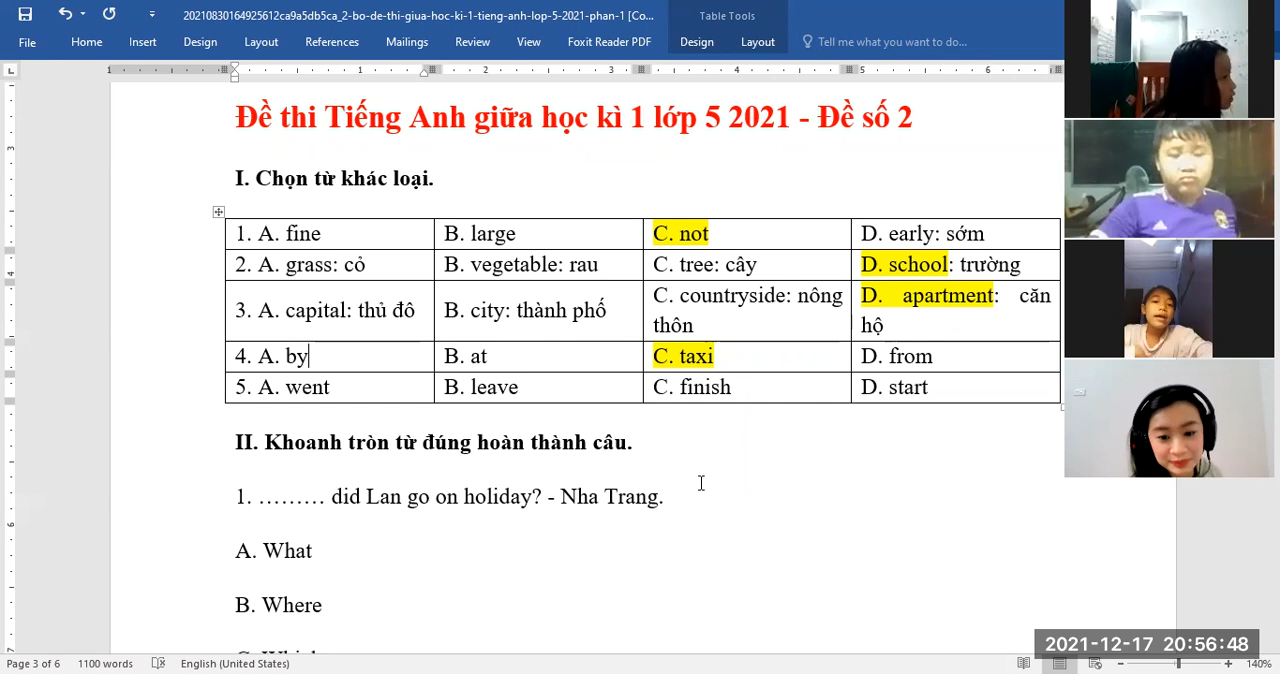 20210830164925612ca9a5db5ca_2-bo-de-thi-giua-hoc-ki-1-tieng-anh-lop-5-2021-phan-1 [Co...
Table Tools
File Home Insert Design Layout References Mailings Review View Foxit Reader PDF Design Layout Tell me what you want to do...
1 2 3 4 5 6
Đề thi Tiếng Anh giữa học kì 1 lớp 5 2021 - Đề số 2
I. Chọn từ khác loại.
1. A. fine B. large C. not D. early: sớm
2. A. grass: cỏ B. vegetable: rau C. tree: cây D. school: trường
3. A. capital: thủ đô B. city: thành phố C. countryside: nông thôn D. apartment: căn hộ
4. A. by B. at C. taxi D. from
5. A. went B. leave C. finish D. start
II. Khoanh tròn từ đúng hoàn thành câu.
1. ……… did Lan go on holiday? - Nha Trang.
A. What
B. Where
2021-12-17 20:56:48
Page 3 of 6 1100 words English (United States) 140%